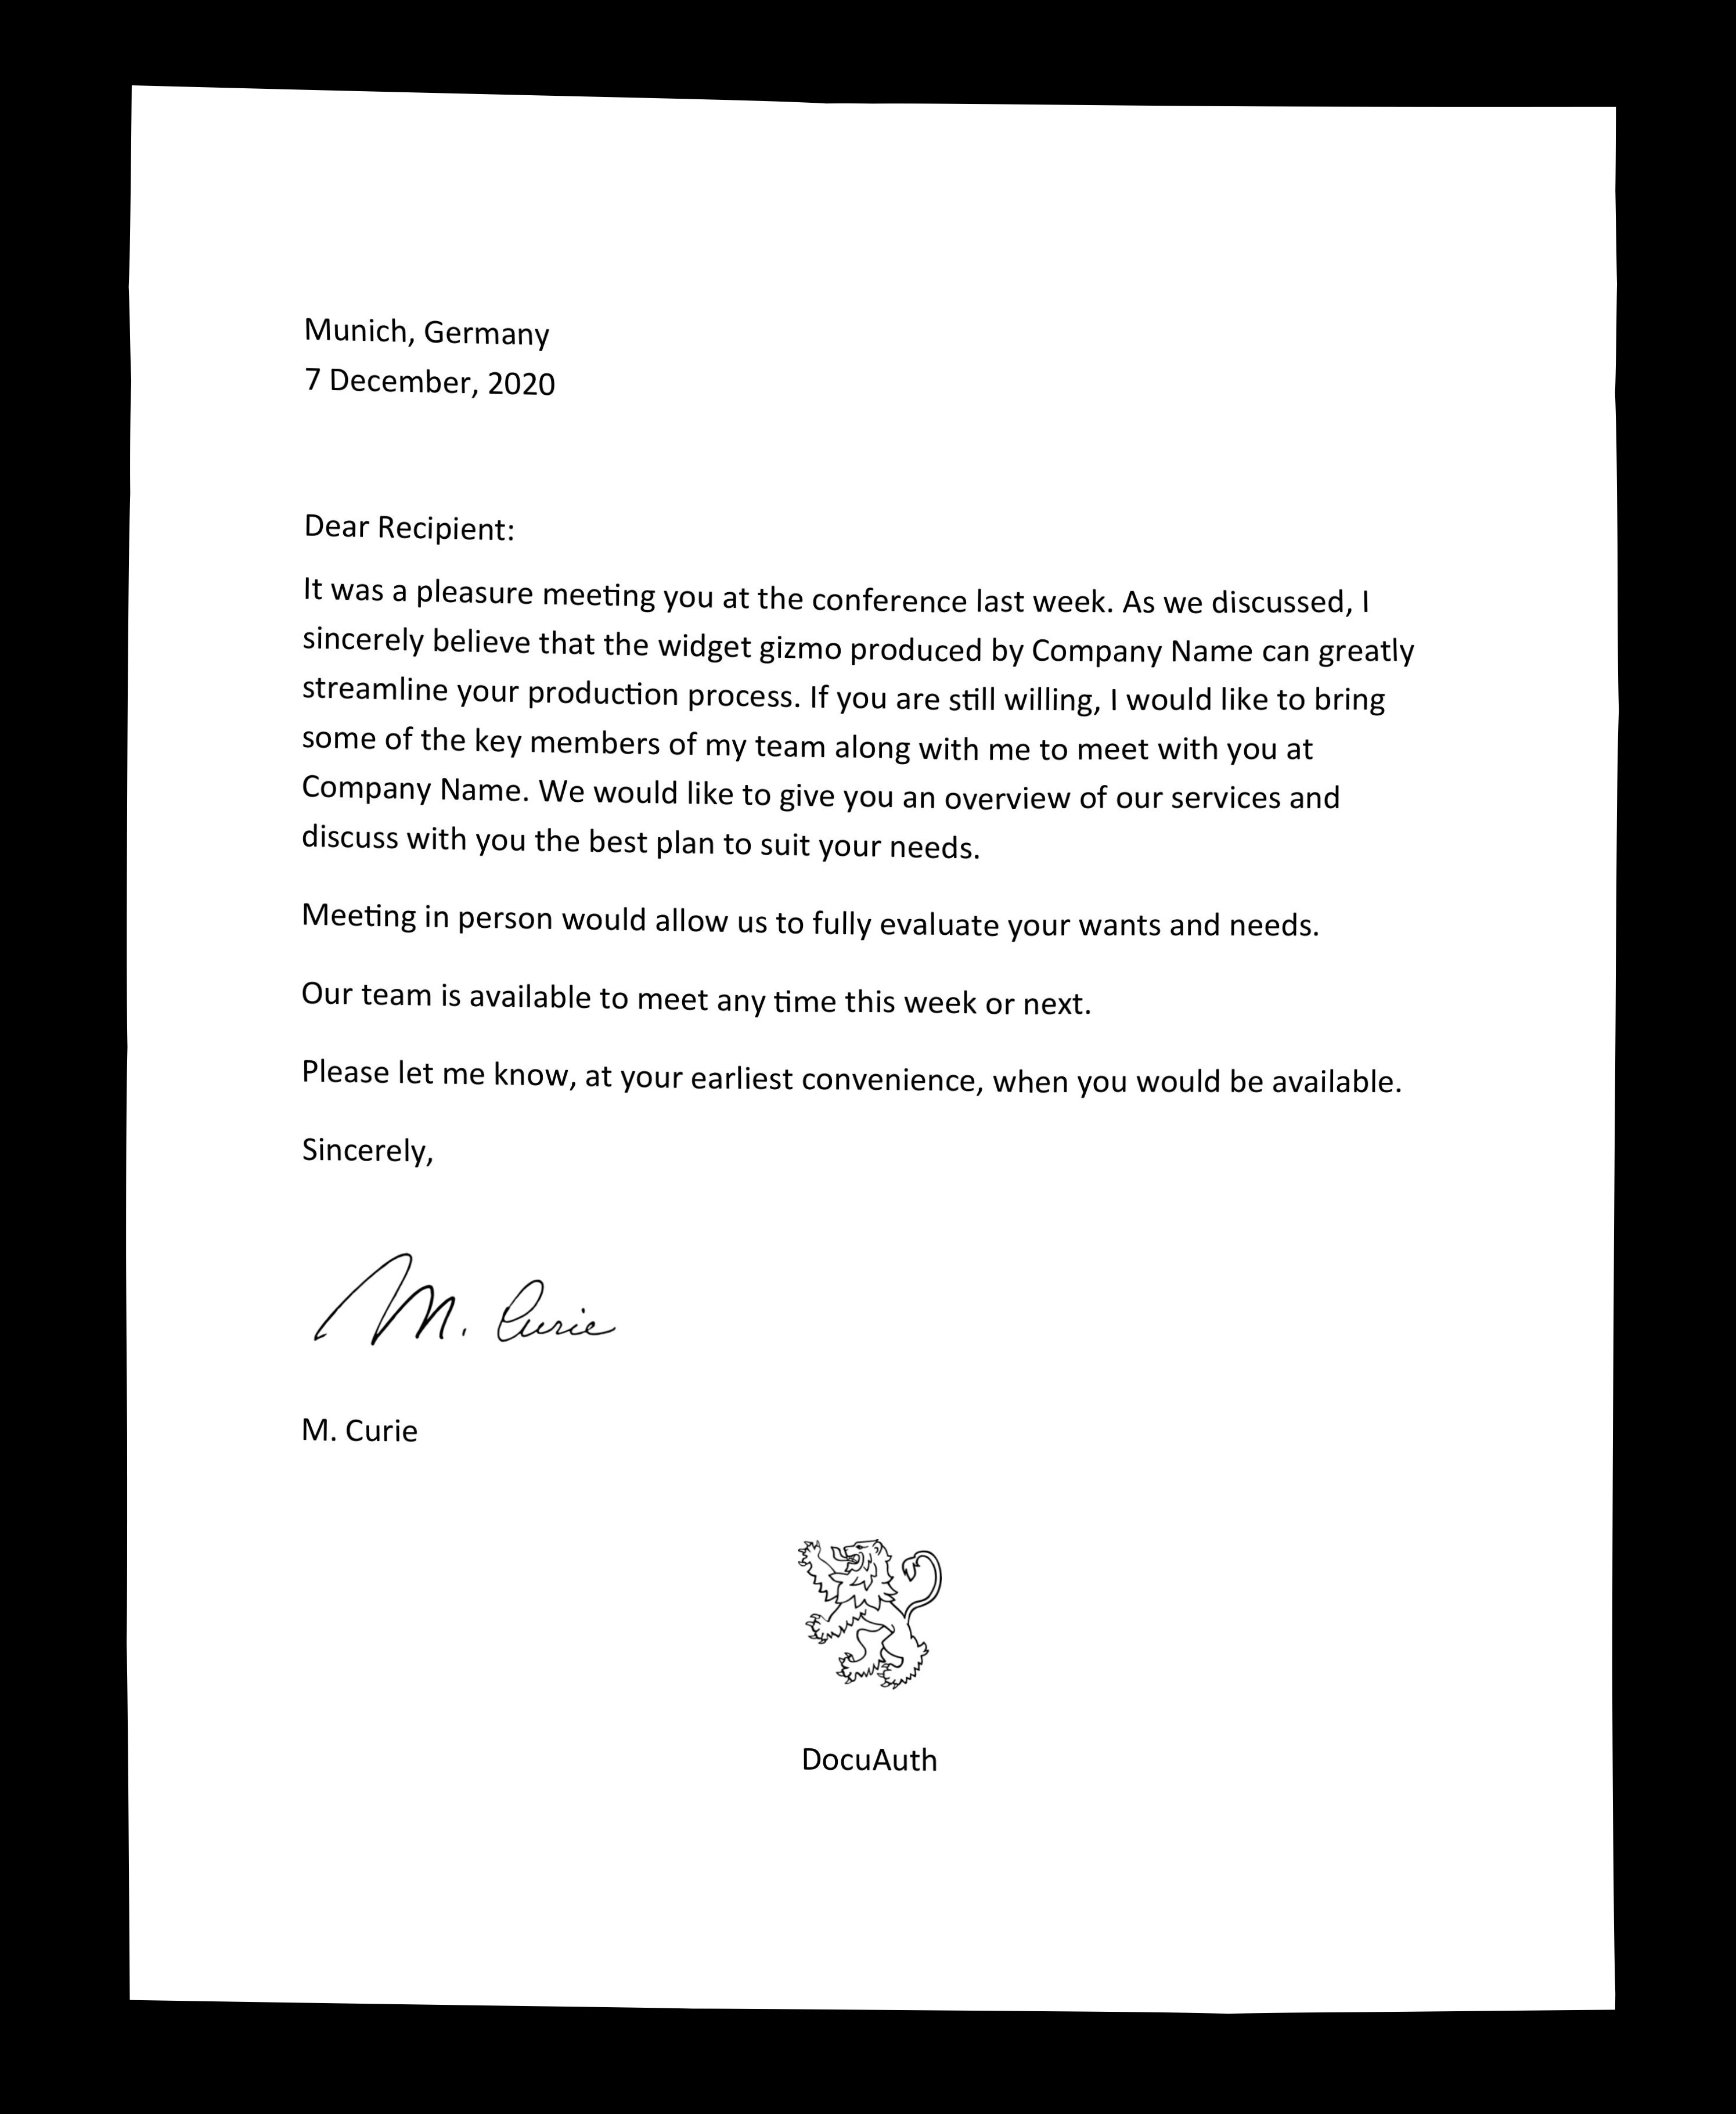 Munich, Germany
7 December, 2020
Dear Recipient:
It was a pleasure meeting you at the conference last week. As we discussed, I
sincerely believe that the widget gizmo produced by Company Name can greatly
streamline your production process. If you are still willing, I would like to bring
some of the key members of my team along with me to meet with you at
Company Name. We would like to give you an overview of our services and
discuss with you the best plan to suit your needs.
Meeting in person would allow us to fully evaluate your wants and needs.
Our team is available to meet any time this week or next.
Please let me know, at your earliest convenience, when you would be available.
Sincerely,
M. Curie
M. Curie
DocuAuth